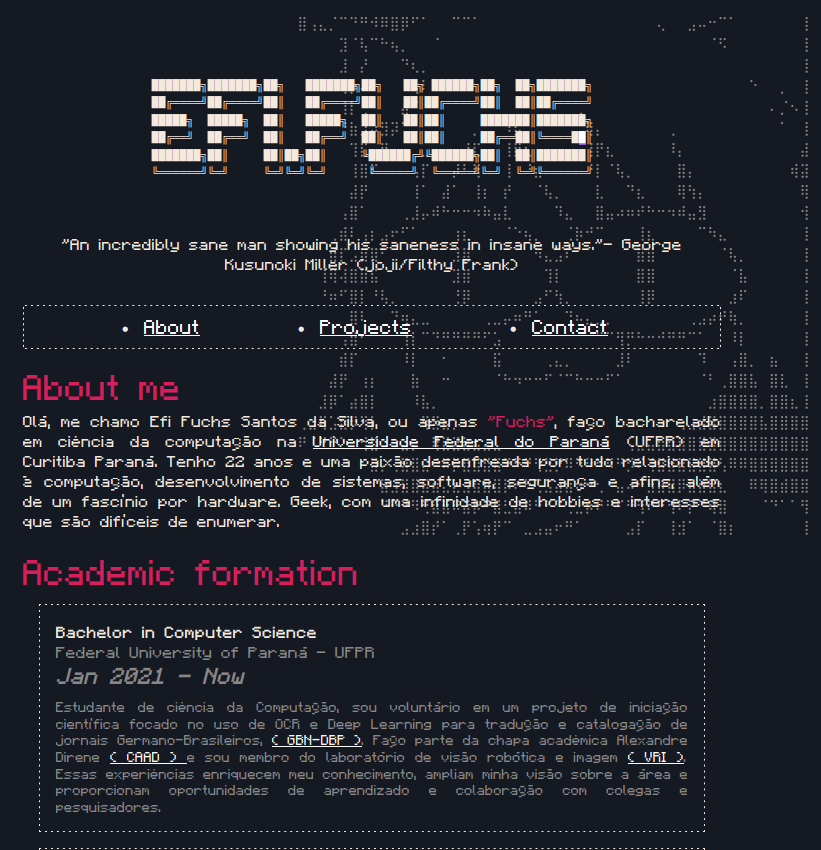 EFI.FUCHS
"An incredibly sane man showing his saneness in insane ways."- George
Kusunoki Miller (joji/Filthy Frank)
• About • Projects • Contact
About me
Olá, me chamo Efi Fuchs Santos da Silva, ou apenas "Fuchs", faço bacharelado
em ciência da computação na Universidade Federal do Paraná (UFPR) em
Curitiba Paraná. Tenho 22 anos e uma paixão desenfreada por tudo relacionado
à computação, desenvolvimento de sistemas, software, segurança e afins, além
de um fascínio por hardware. Geek, com uma infinidade de hobbies e interesses
que são difíceis de enumerar.
Academic formation
Bachelor in Computer Science
Federal University of Paraná - UFPR
Jan 2021 - Now
Estudante de ciência da Computação, sou voluntário em um projeto de iniciação
científica focado no uso de OCR e Deep Learning para tradução e catalogação de
jornais Germano-Brasileiros, ( GBN-DBP ), Faço parte da chapa acadêmica Alexandre
Direne ( CAAD ) e sou membro do laboratório de visão robótica e imagem ( VRI ),
Essas experiências enriquecem meu conhecimento, ampliam minha visão sobre a área e
proporcionam oportunidades de aprendizado e colaboração com colegas e
pesquisadores.